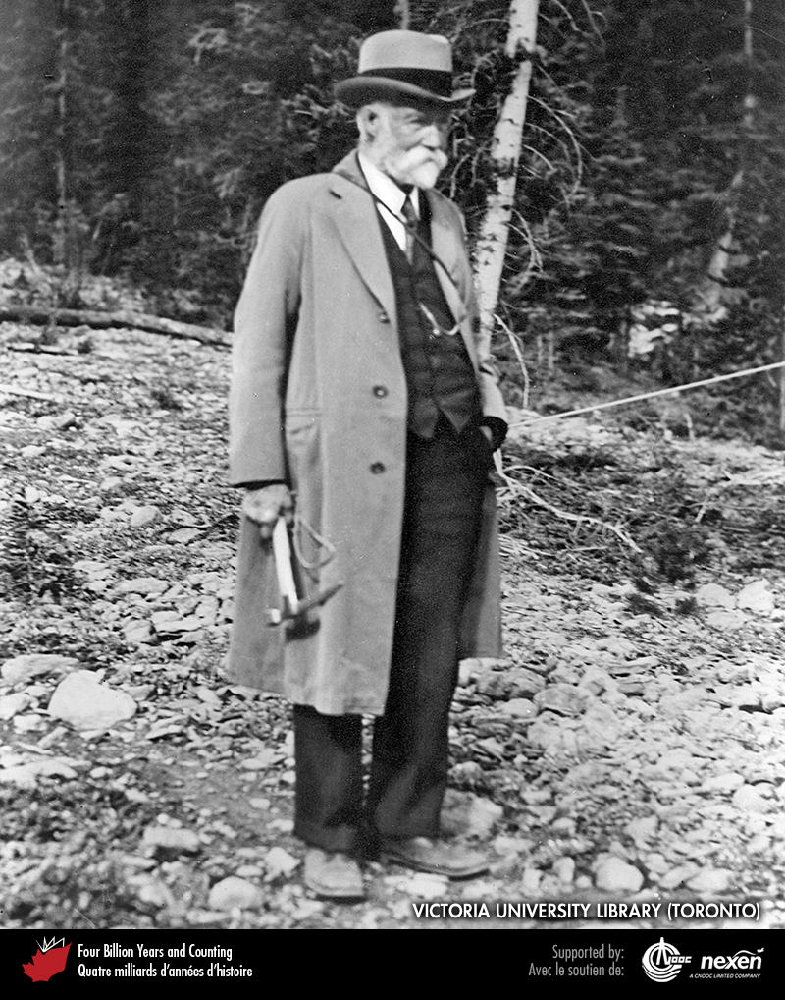 VICTORIA UNIVERSITY LIBRARY (TORONTO)
Four Billion Years and Counting
Quatre milliards d'années d'histoire
Supported by:
Avec le soutien de:
CNOOC
nexen
A CNOOC LIMITED COMPANY